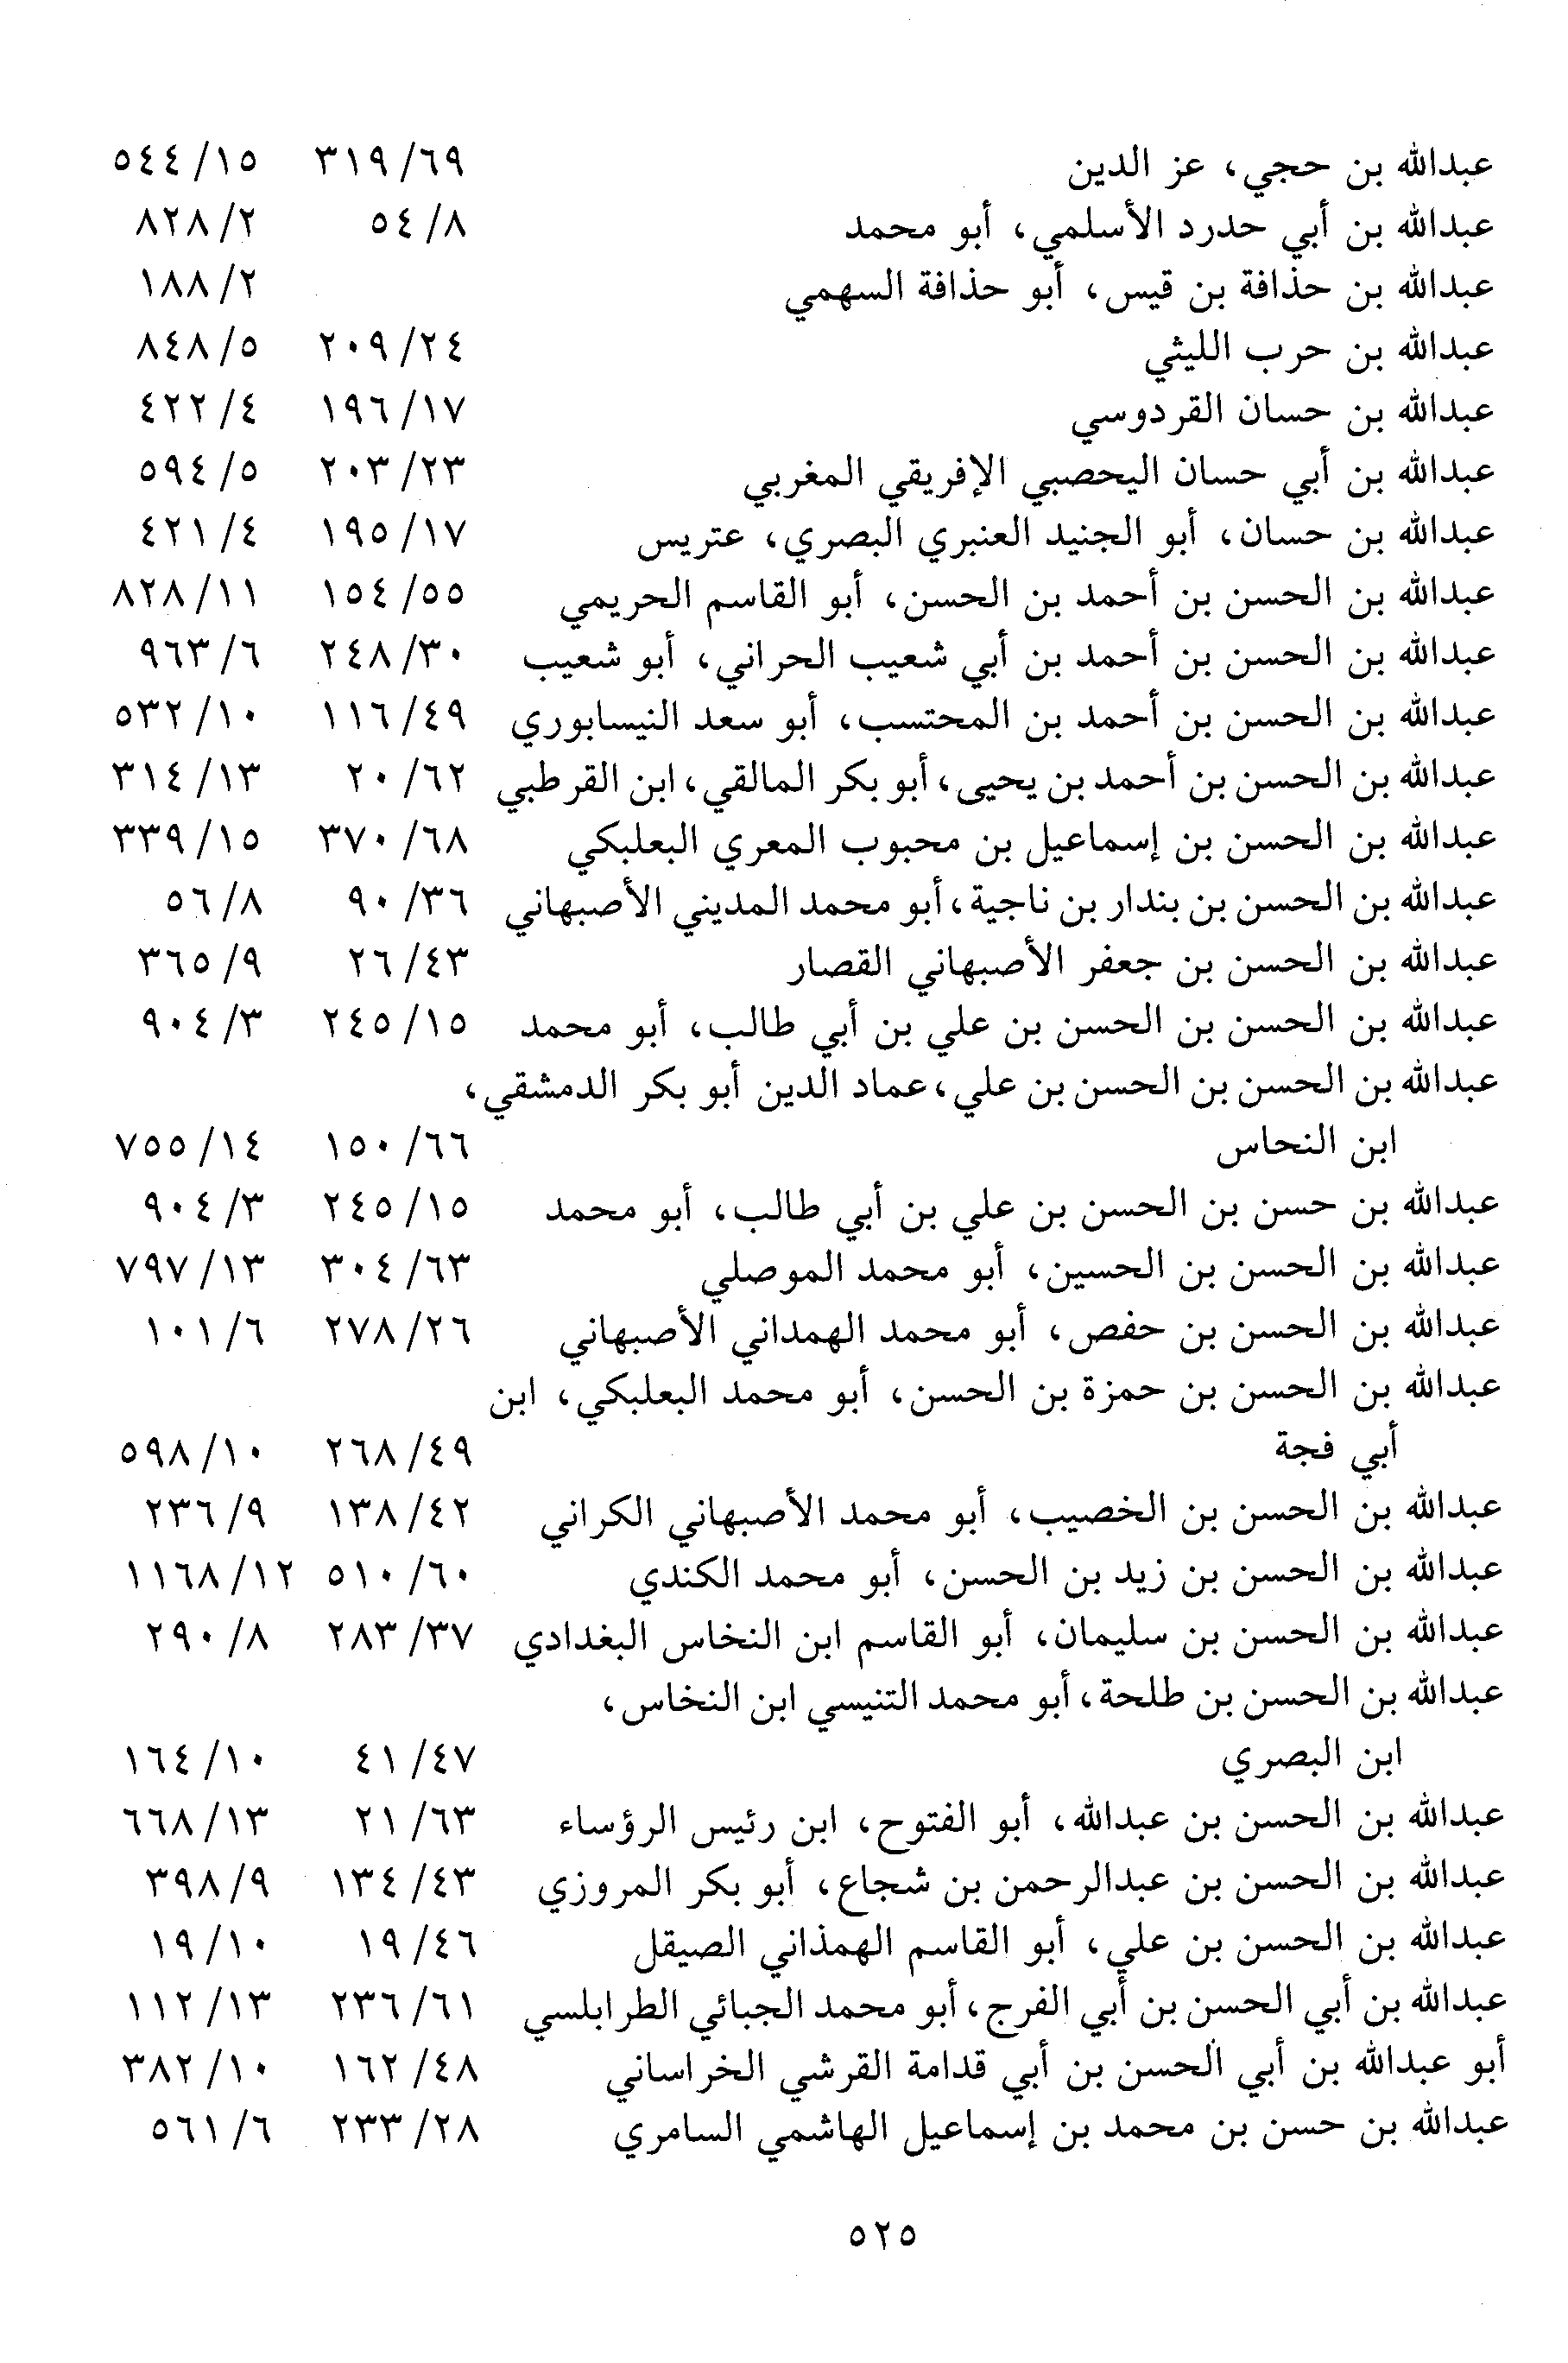 عبدالله بن حجي، عز الدين ٣١٩/٦٩ ٥٤٤/١٥
عبدالله بن أبي حدرد الأسلمي، أبو محمد ٥٤/٨ ٨٢٨/٢
عبدالله بن حذافة بن قيس، أبو حذافة السهمي ١٨٨/٢
عبدالله بن حرب الليثي ٢٠٩/٢٤ ٨٤٨/٥
عبدالله بن حسان القردوسي ١٩٦/١٧ ٤٢٢/٤
عبدالله بن أبي حسان اليحصبي الإفريقي المغربي ٢٠٣/٢٣ ٥٩٤/٥
عبدالله بن حسان، أبو الجنيد العنبري البصري، عتريس ١٩٥/١٧ ٤٢١/٤
عبدالله بن الحسن بن أحمد بن الحسن، أبو القاسم الحريمي ١٥٤/٥٥ ٨٢٨/١١
عبدالله بن الحسن بن أحمد بن أبي شعيب الحراني، أبو شعيب ٢٤٨/٣٠ ٩٦٣/٦
عبدالله بن الحسن بن أحمد بن المحتسب، أبو سعد النيسابوري ١١٦/٤٩ ٥٣٢/١٠
عبدالله بن الحسن بن أحمد بن يحيى، أبو بكر المالقي، ابن القرطبي ٢٠/٦٢ ٣١٤/١٣
عبدالله بن الحسن بن إسماعيل بن محبوب المعري البعلبكي ٣٧٠/٦٨ ٣٣٩/١٥
عبدالله بن الحسن بن بندار بن ناجية، أبو محمد المديني الأصبهاني ٩٠/٣٦ ٥٦/٨
عبدالله بن الحسن بن جعفر الأصبهاني القصار ٢٦/٤٣ ٣٦٥/٩
عبدالله بن الحسن بن الحسن بن علي بن أبي طالب، أبو محمد ٢٤٥/١٥ ٩٠٤/٣
عبدالله بن الحسن بن الحسن بن علي، عماد الدين أبو بكر الدمشقي،
ابن النحاس ١٥٠/٦٦ ٧٥٥/١٤
عبدالله بن حسن بن الحسن بن علي بن أبي طالب، أبو محمد ٢٤٥/١٥ ٩٠٤/٣
عبدالله بن الحسن بن الحسين، أبو محمد الموصلي ٣٠٤/٦٣ ٧٩٧/١٣
عبدالله بن الحسن بن حفص، أبو محمد الهمداني الأصبهاني ٢٧٨/٢٦ ١٠١/٦
عبدالله بن الحسن بن حمزة بن الحسن، أبو محمد البعلبكي، ابن
أبي فجة ٢٦٨/٤٩ ٥٩٨/١٠
عبدالله بن الحسن بن الخصيب، أبو محمد الأصبهاني الكراني ١٣٨/٤٢ ٢٣٦/٩
عبدالله بن الحسن بن زيد بن الحسن، أبو محمد الكندي ٥١٠/٦٠ ١١٦٨/١٢
عبدالله بن الحسن بن سليمان، أبو القاسم ابن النخاس البغدادي ٢٨٣/٣٧ ٢٩٠/٨
عبدالله بن الحسن بن طلحة، أبو محمد التنيسي ابن النخاس،
ابن البصري ٤١/٤٧ ١٦٤/١٠
عبدالله بن الحسن بن عبدالله، أبو الفتوح، ابن رئيس الرؤساء ٢١/٦٣ ٦٦٨/١٣
عبدالله بن الحسن بن عبدالرحمن بن شجاع، أبو بكر المروزي ١٣٤/٤٣ ٣٩٨/٩
عبدالله بن الحسن بن علي، أبو القاسم الهمذاني الصيقل ١٩/٤٦ ١٩/١٠
عبدالله بن أبي الحسن بن أبي الفرج، أبو محمد الجبائي الطرابلسي ٢٣٦/٦١ ١١٢/١٣
أبو عبدالله بن أبي الحسن بن أبي قدامة القرشي الخراساني ١٦٢/٤٨ ٣٨٢/١٠
عبدالله بن حسن بن محمد بن إسماعيل الهاشمي السامري ٢٣٣/٢٨ ٥٦١/٦
٥٢٥